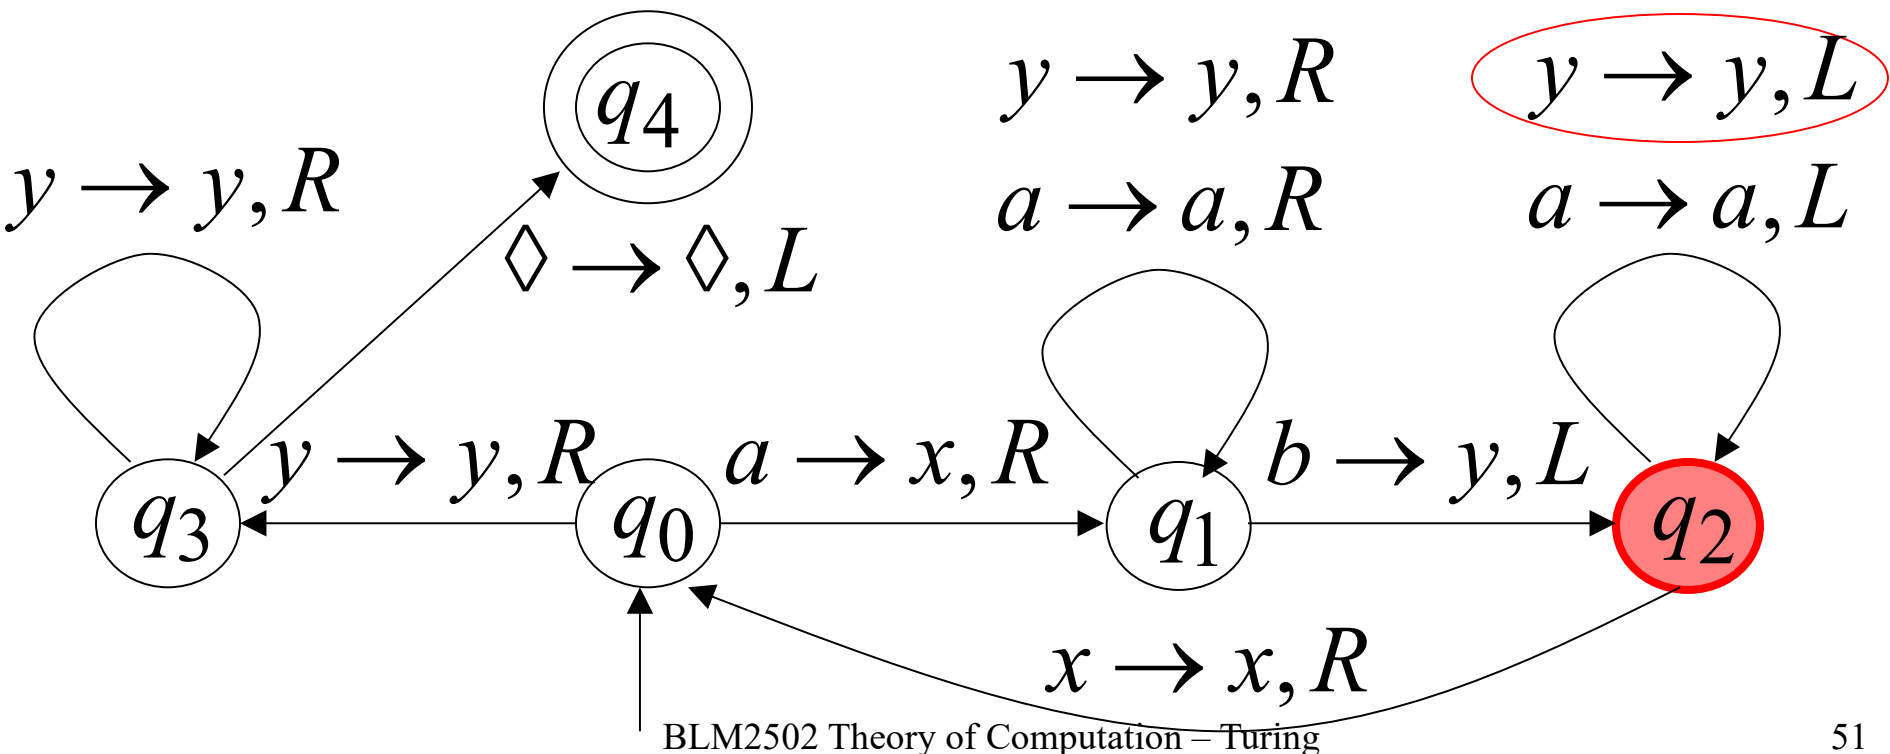 q4
y → y, R
y → y, L
y → y, R
a → a, R
a → a, L
◊ → ◊, L
y → y, R
a → x, R
b → y, L
q3
q0
q1
q2
x → x, R
BLM2502 Theory of Computation – Turing
51